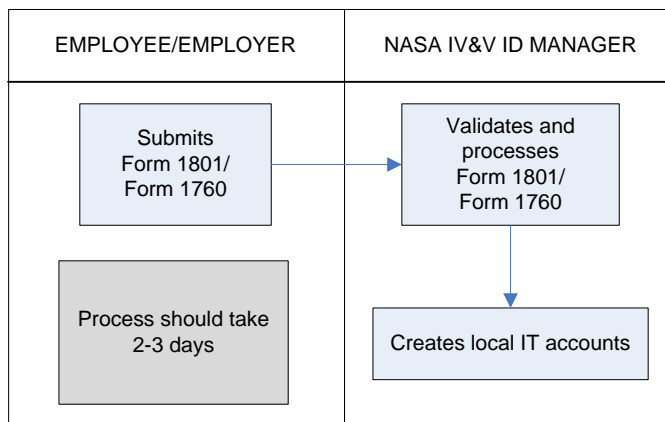 EMPLOYEE/EMPLOYER
NASA IV&V ID MANAGER
Submits
Form 1801/
Form 1760
Validates and
processes
Form 1801/
Form 1760
Process should take
2-3 days
Creates local IT accounts